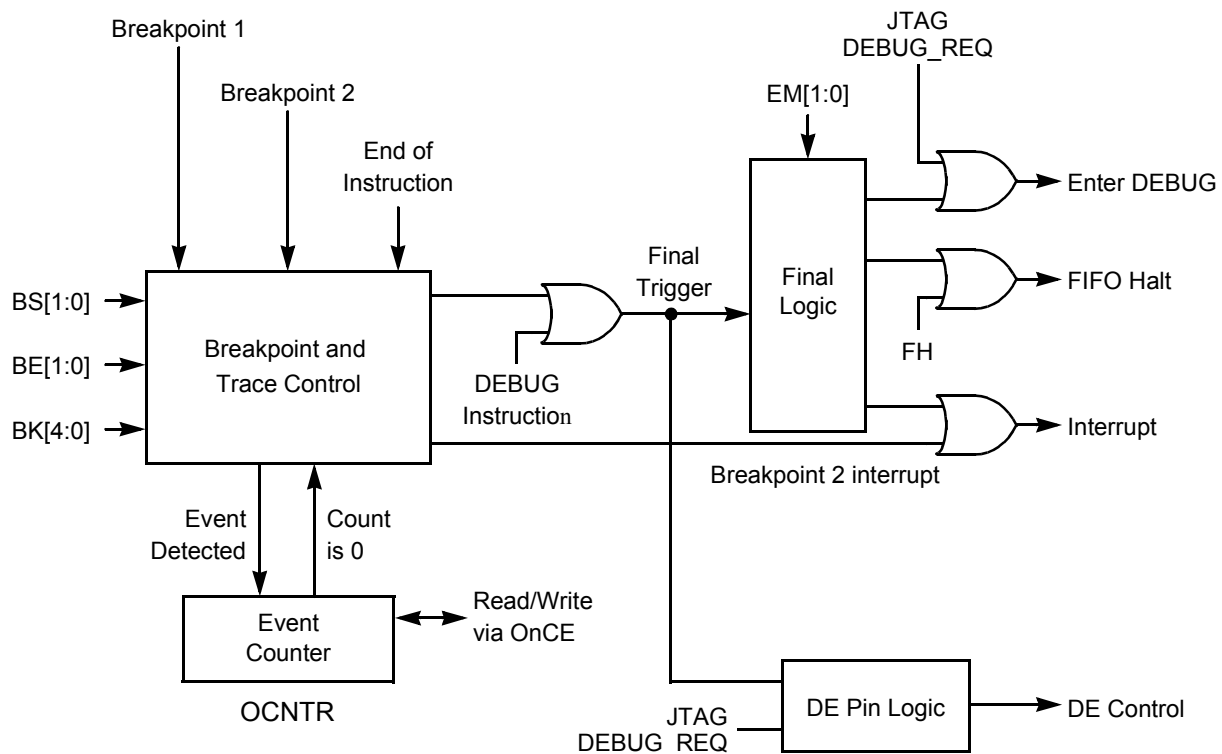 Breakpoint 1
Breakpoint 2
End of
Instruction
JTAG
DEBUG_REQ
EM[1:0]
Enter DEBUG
BS[1:0]
BE[1:0]
BK[4:0]
Breakpoint and
Trace Control
DEBUG
Instruction
Final
Trigger
Final
Logic
FIFO Halt
FH
Interrupt
Breakpoint 2 interrupt
Event
Detected
Count
is 0
Event
Counter
OCNTR
Read/Write
via OnCE
JTAG
DEBUG_REQ
DE Pin Logic
DE Control